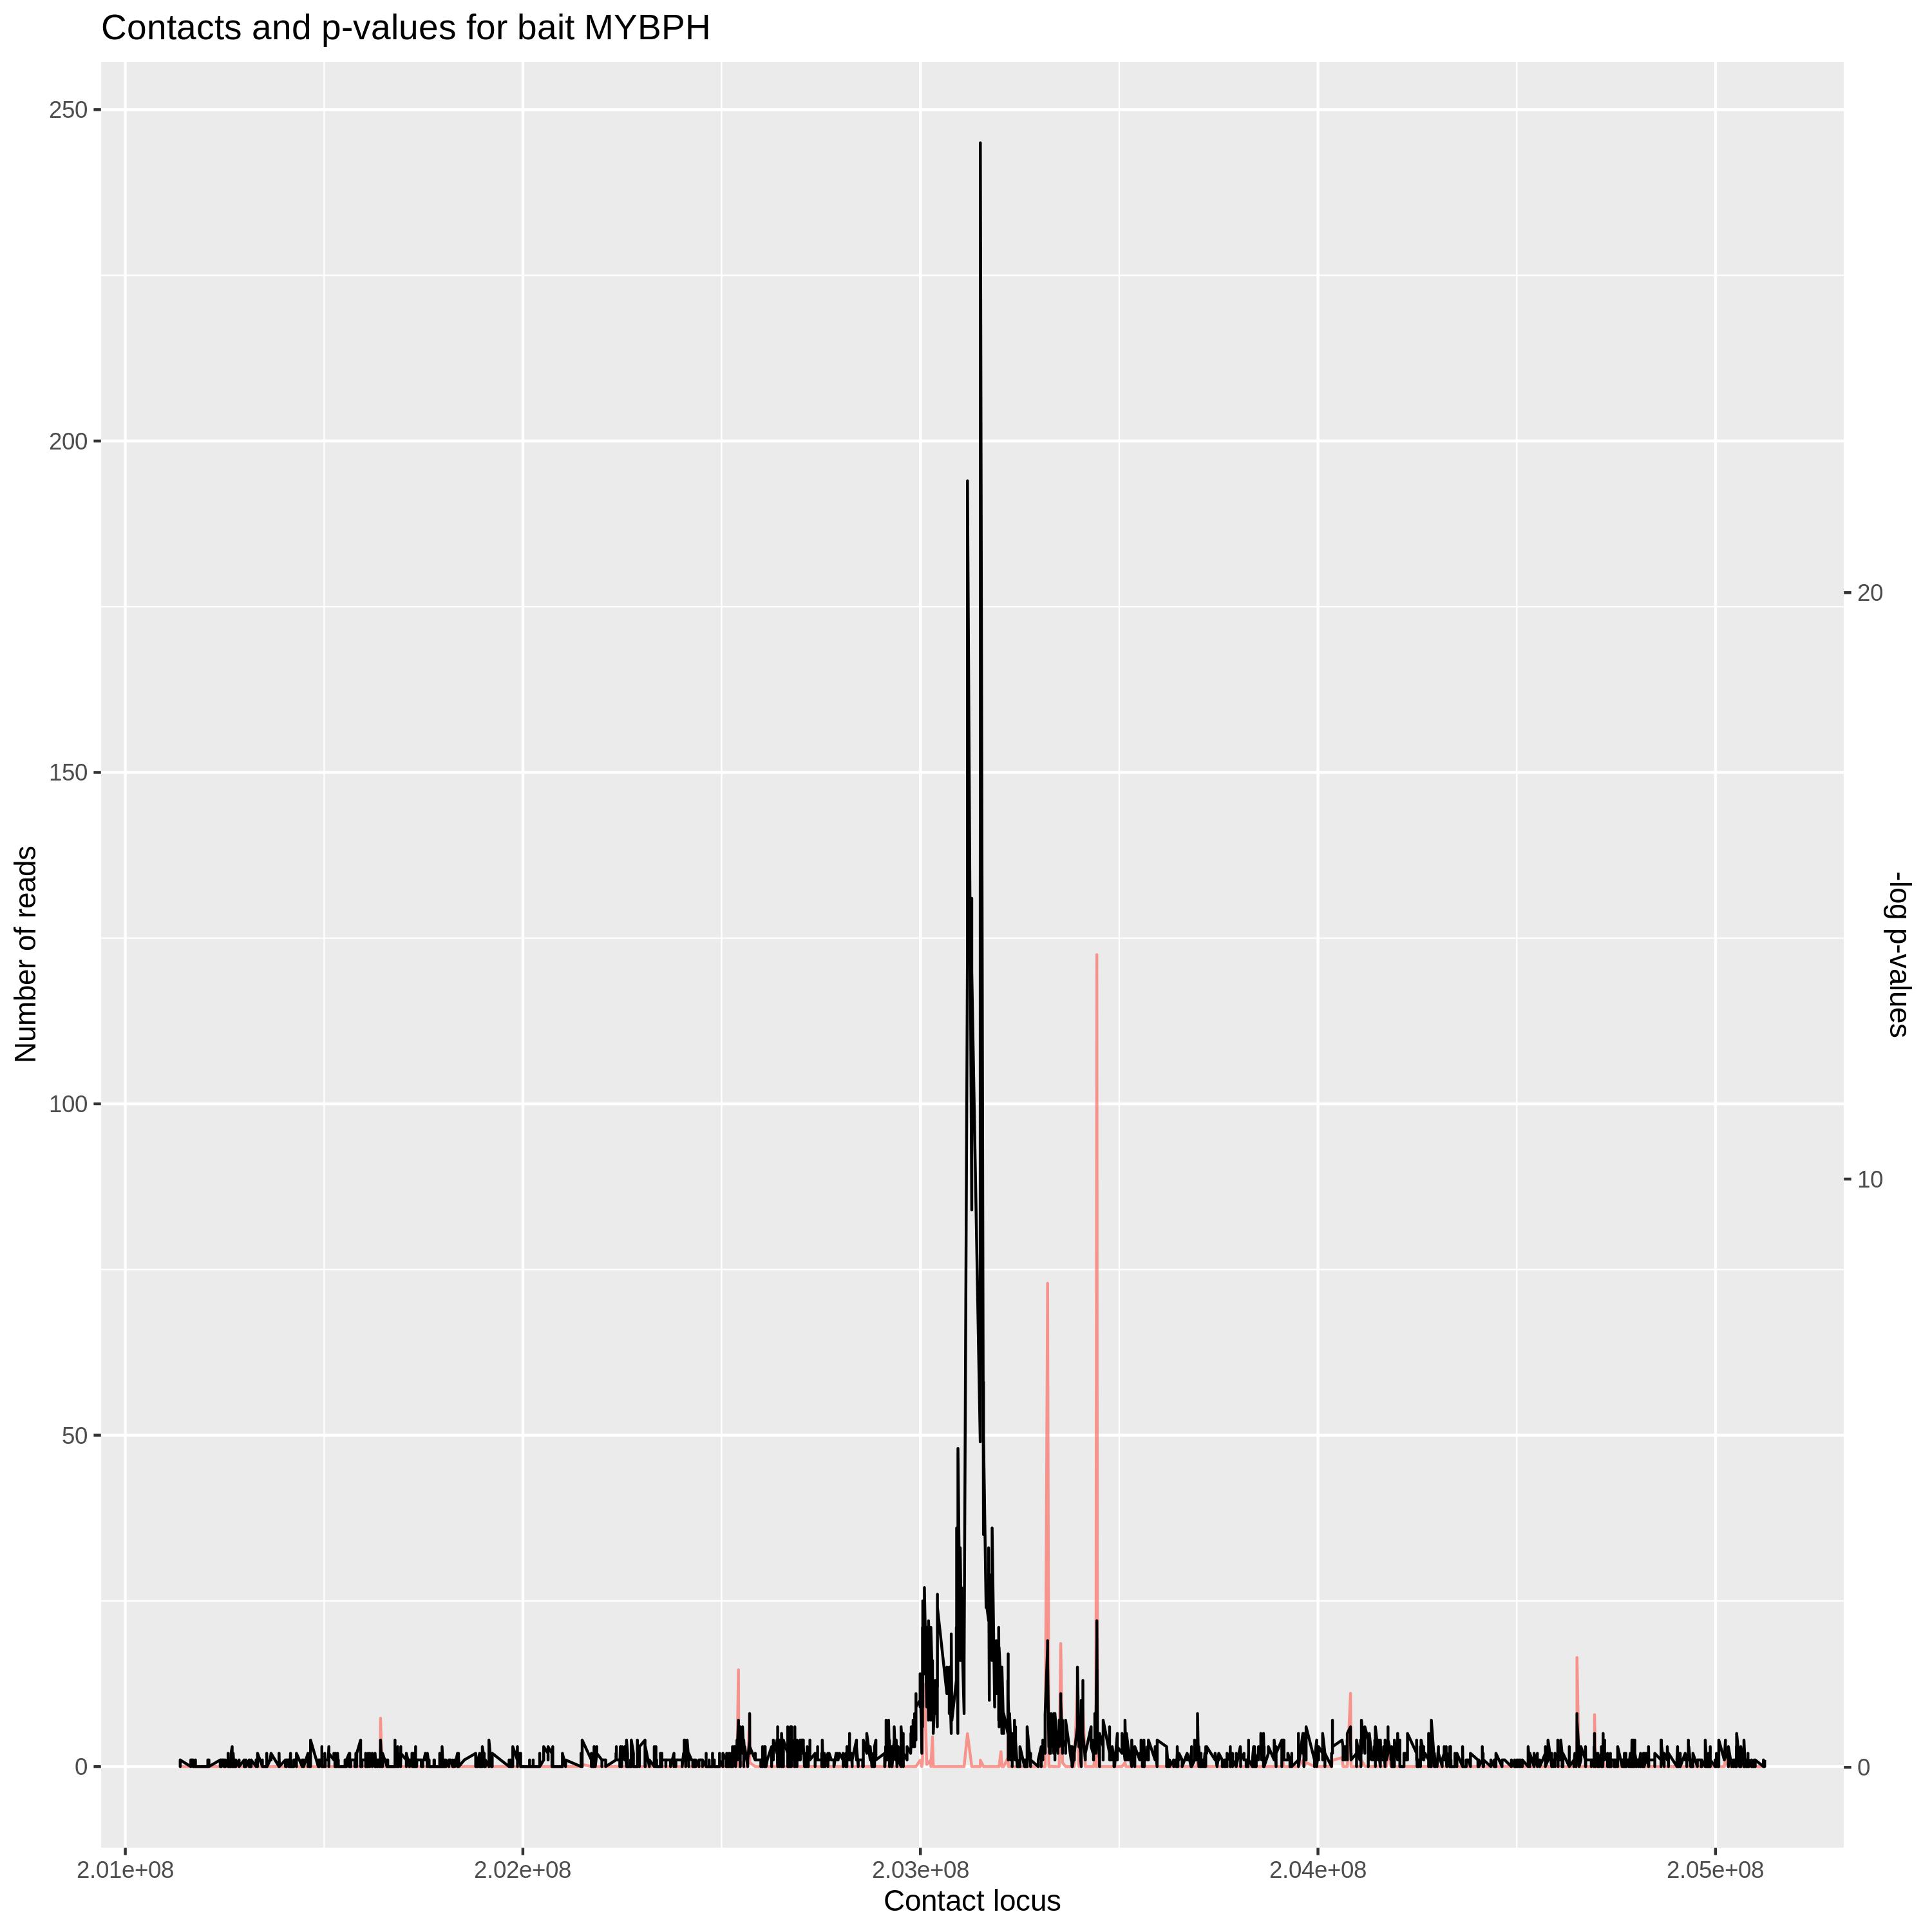 Contacts and p-values for bait MYBPH
250
200
150
100
50
0
Number of reads
20
10
0
-log p-values
2.01e+08
2.02e+08
2.03e+08
2.04e+08
2.05e+08
Contact locus